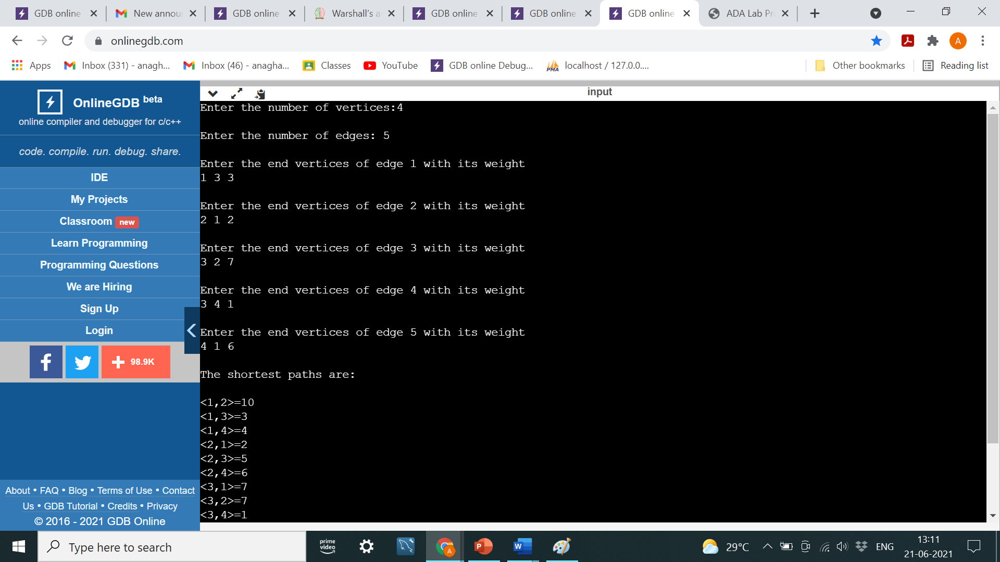 GDB online
New annou
GDB online
Warshall's a
GDB online
GDB online
GDB online
ADA Lab Pr
onlinegdb.com
A
Apps
Inbox (331) - anagh...
Inbox (46) - anagha...
Classes
YouTube
GDB online Debug...
PMA
localhost / 127.0.0....
Other bookmarks
Reading list
OnlineGDB beta
online compiler and debugger for c/c++
code. compile. run. debug. share.
IDE
My Projects
Classroom new
Learn Programming
Programming Questions
We are Hiring
Sign Up
Login
f
98.9K
About • FAQ • Blog • Terms of Use • Contact
Us • GDB Tutorial • Credits • Privacy
© 2016 - 2021 GDB Online
input
Enter the number of vertices:4
Enter the number of edges: 5
Enter the end vertices of edge 1 with its weight
1 3 3
Enter the end vertices of edge 2 with its weight
2 1 2
Enter the end vertices of edge 3 with its weight
3 2 7
Enter the end vertices of edge 4 with its weight
3 4 1
Enter the end vertices of edge 5 with its weight
4 1 6
The shortest paths are:
<1,2>=10
<1,3>=3
<1,4>=4
<2,1>=2
<2,3>=5
<2,4>=6
<3,1>=7
<3,2>=7
<3,4>=1
Type here to search
prime
video
A
P
W
29°C
ENG
13:11
21-06-2021